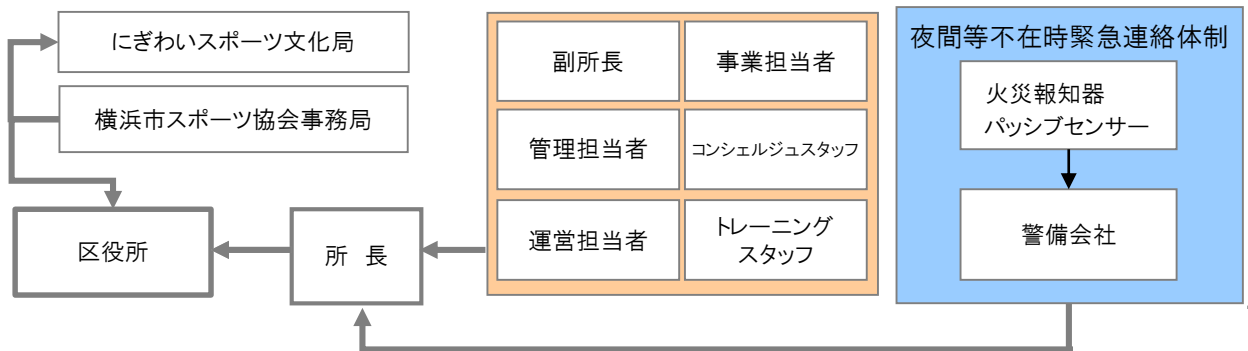 にぎわいスポーツ文化局
横浜市スポーツ協会事務局
区役所
所 長
副所長
事業担当者
管理担当者
コンシェルジュスタッフ
運営担当者
トレーニング
スタッフ
夜間等不在時緊急連絡体制
火災報知器
パッシブセンサー
警備会社